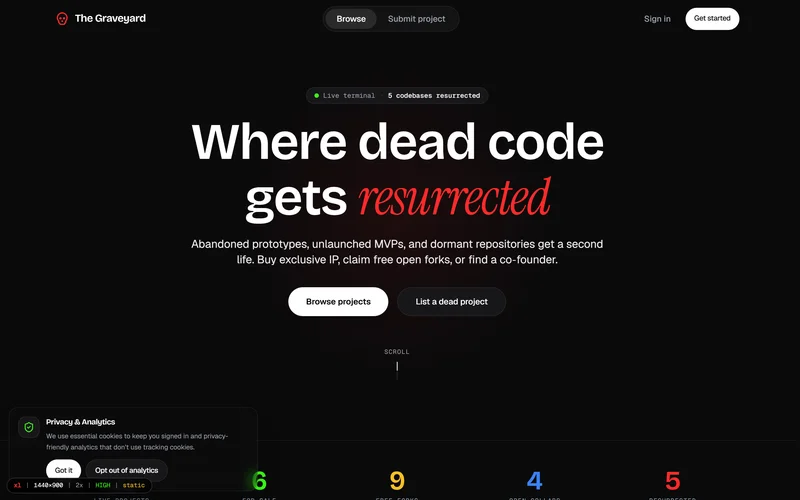 The Graveyard
Browse
Submit project
Sign in
Get started
Live terminal · 5 codebases resurrected
Where dead code
gets resurrected
Abandoned prototypes, unlaunched MVPs, and dormant repositories get a second
life. Buy exclusive IP, claim free open forks, or find a co-founder.
Browse projects
List a dead project
SCROLL
Privacy & Analytics
We use essential cookies to keep you signed in and privacy-
friendly analytics that don't use tracking cookies.
Got it
Opt out of analytics
xl | 1440×900 | 2x | HIGH | static
6
9
4
5